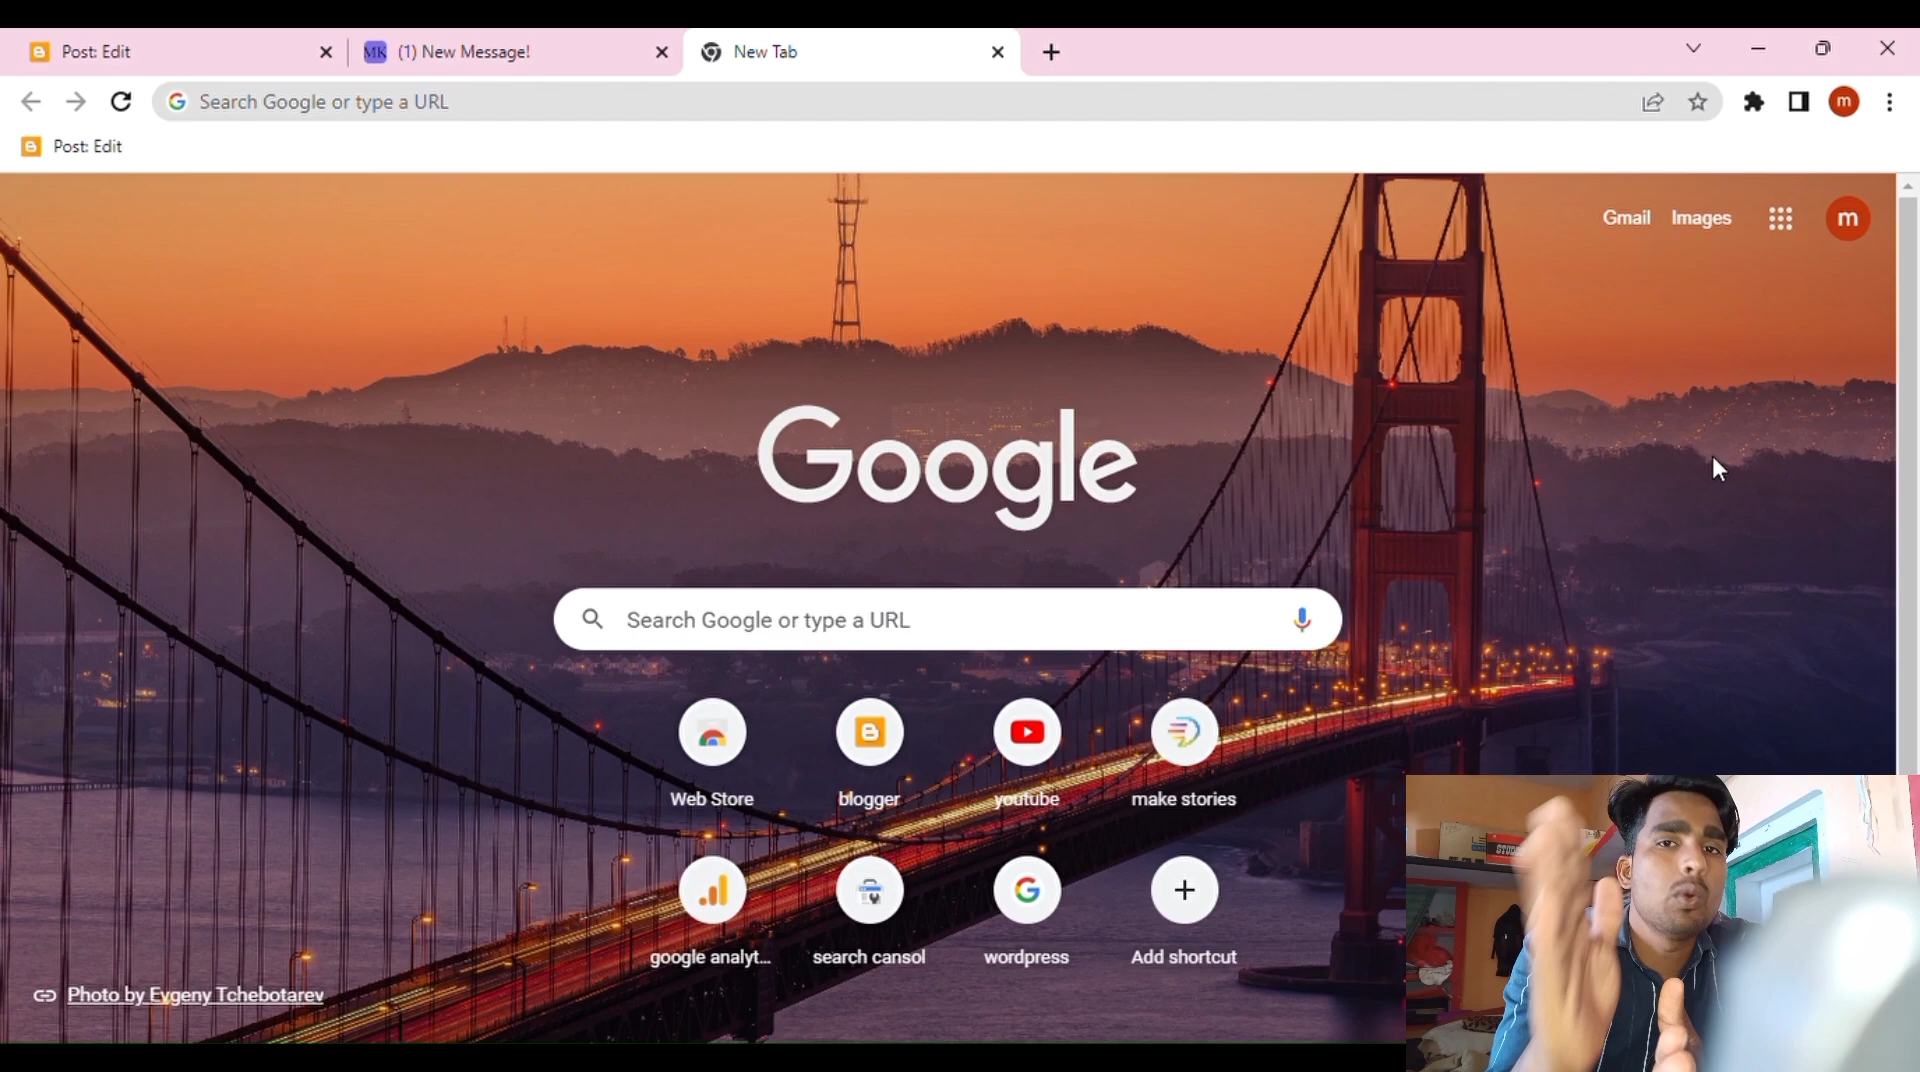 Post: Edit
MK (1) New Message!
New Tab
Search Google or type a URL
m
Post: Edit
Gmail Images
m
Google
Search Google or type a URL
Web Store
blogger
youtube
make stories
google analyt...
search cansol
wordpress
Add shortcut
Photo by Evgeny Tchebotarev